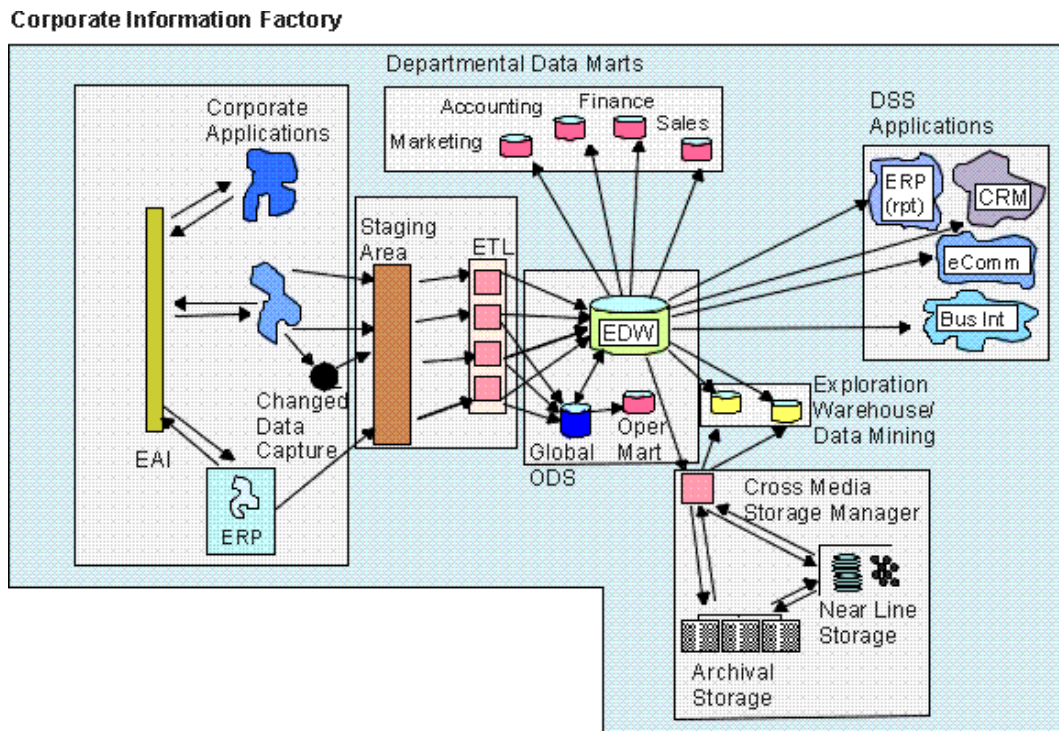 Corporate Information Factory
Departmental Data Marts
Corporate
Applications
Accounting
Finance
Marketing
Sales
DSS
Applications
ERP
(rpt)
CRM
eComm
Bus Int
Staging
Area
ETL
EDW
Changed
Data
Capture
EAI
ERP
Global
ODS
Oper
Mart
Exploration
Warehouse/
Data Mining
Cross Media
Storage Manager
Near Line
Storage
Archival
Storage